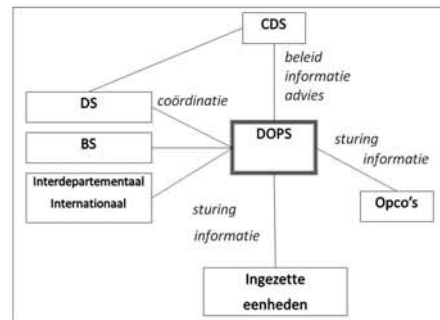 CDS
beleid
informatie
advies
DS
coördinatie
BS
DOPS
sturing
informatie
Interdepartementaal
Internationaal
Opco's
sturing
informatie
Ingezette
eenheden